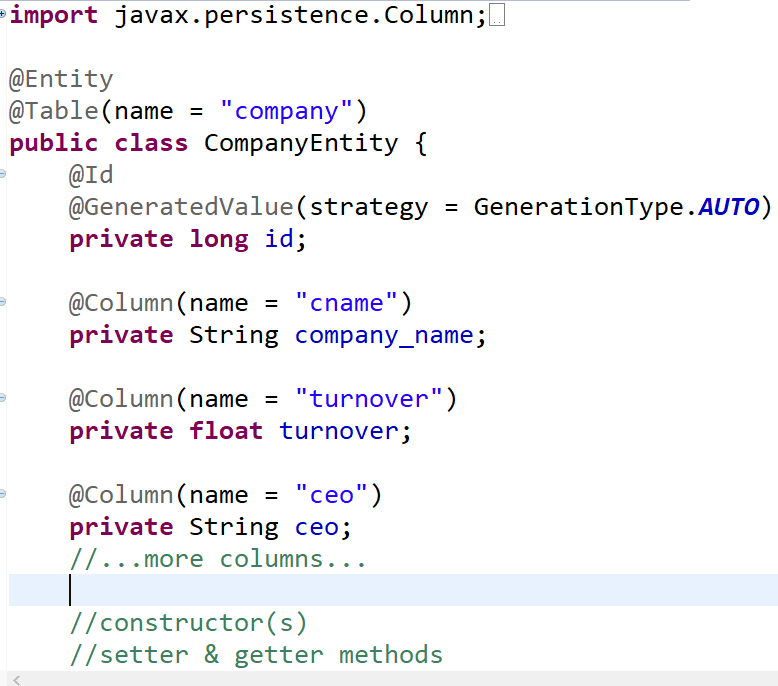 import javax.persistence.Column;
@Entity
@Table(name = "company")
public class CompanyEntity {
@Id
@GeneratedValue(strategy = GenerationType.AUTO)
private long id;
@Column(name = "cname")
private String company_name;
@Column(name = "turnover")
private float turnover;
@Column(name = "ceo")
private String ceo;
//...more columns...
//constructor(s)
//setter & getter methods